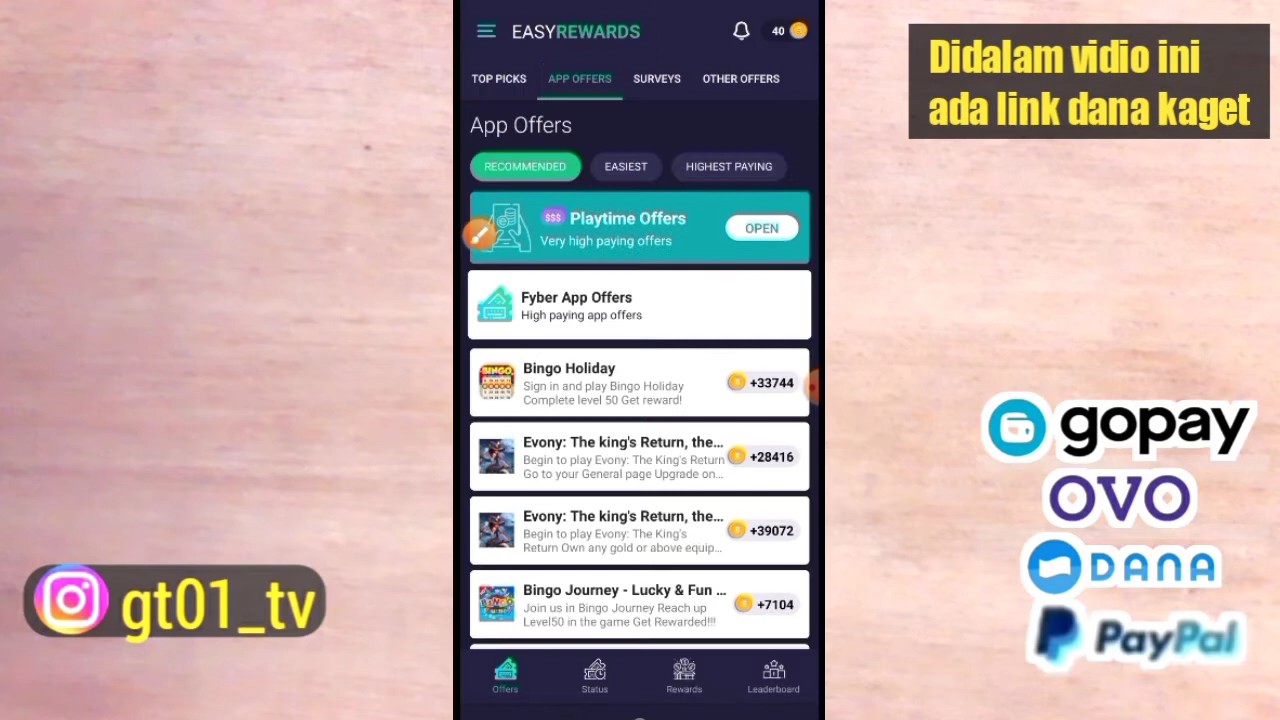 EASYREWARDS
40
TOP PICKS
APP OFFERS
SURVEYS
OTHER OFFERS
App Offers
RECOMMENDED
EASIEST
HIGHEST PAYING
$$$ Playtime Offers
Very high paying offers
OPEN
Fyber App Offers
High paying app offers
BINGO
Bingo Holiday
Sign in and play Bingo Holiday
Complete level 50 Get reward!
+33744
Evony: The king's Return, the...
Begin to play Evony: The King's Return
Go to your General page Upgrade on...
+28416
Evony: The king's Return, the...
Begin to play Evony: The King's
Return Own any gold or above equip...
+39072
Bingo Journey - Lucky & Fun ...
Join us in Bingo Journey Reach up
Level50 in the game Get Rewarded!!!
+7104
Offers
Status
Rewards
Leaderboard
Didalam vidio ini
ada link dana kaget
gopay
OVO
DANA
PayPal
gt01_tv